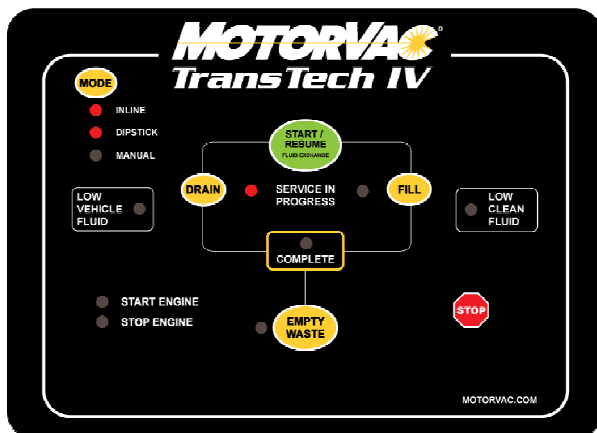 MOTORVAC®
TransTech IV
MODE
INLINE
DIPSTICK
MANUAL
START /
RESUME
FLUID EXCHANGE
DRAIN
SERVICE IN
PROGRESS
FILL
LOW
VEHICLE
FLUID
LOW
CLEAN
FLUID
COMPLETE
START ENGINE
STOP ENGINE
EMPTY
WASTE
STOP
MOTORVAC.COM